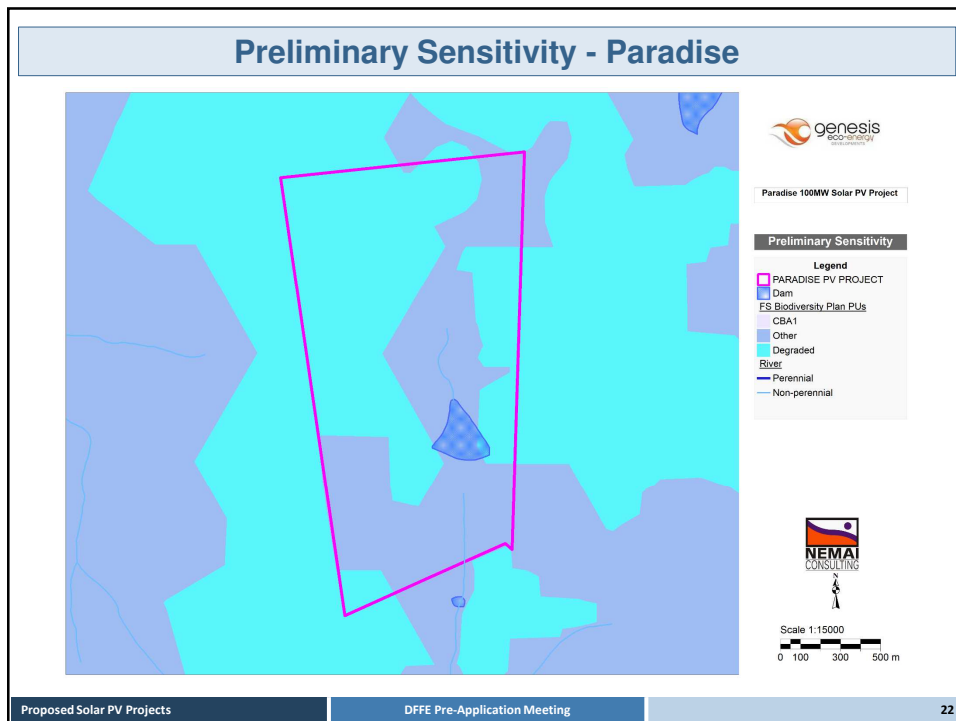 Preliminary Sensitivity - Paradise
genesis
eco-energy
DEVELOPMENTS
Paradise 100MW Solar PV Project
Preliminary Sensitivity
Legend
PARADISE PV PROJECT
Dam
FS Biodiversity Plan PUs
CBA1
Other
Degraded
River
Perennial
Non-perennial
NEMAI
CONSULTING
N
Scale 1:15000
0 100 300 500 m
Proposed Solar PV Projects DFFE Pre-Application Meeting 22